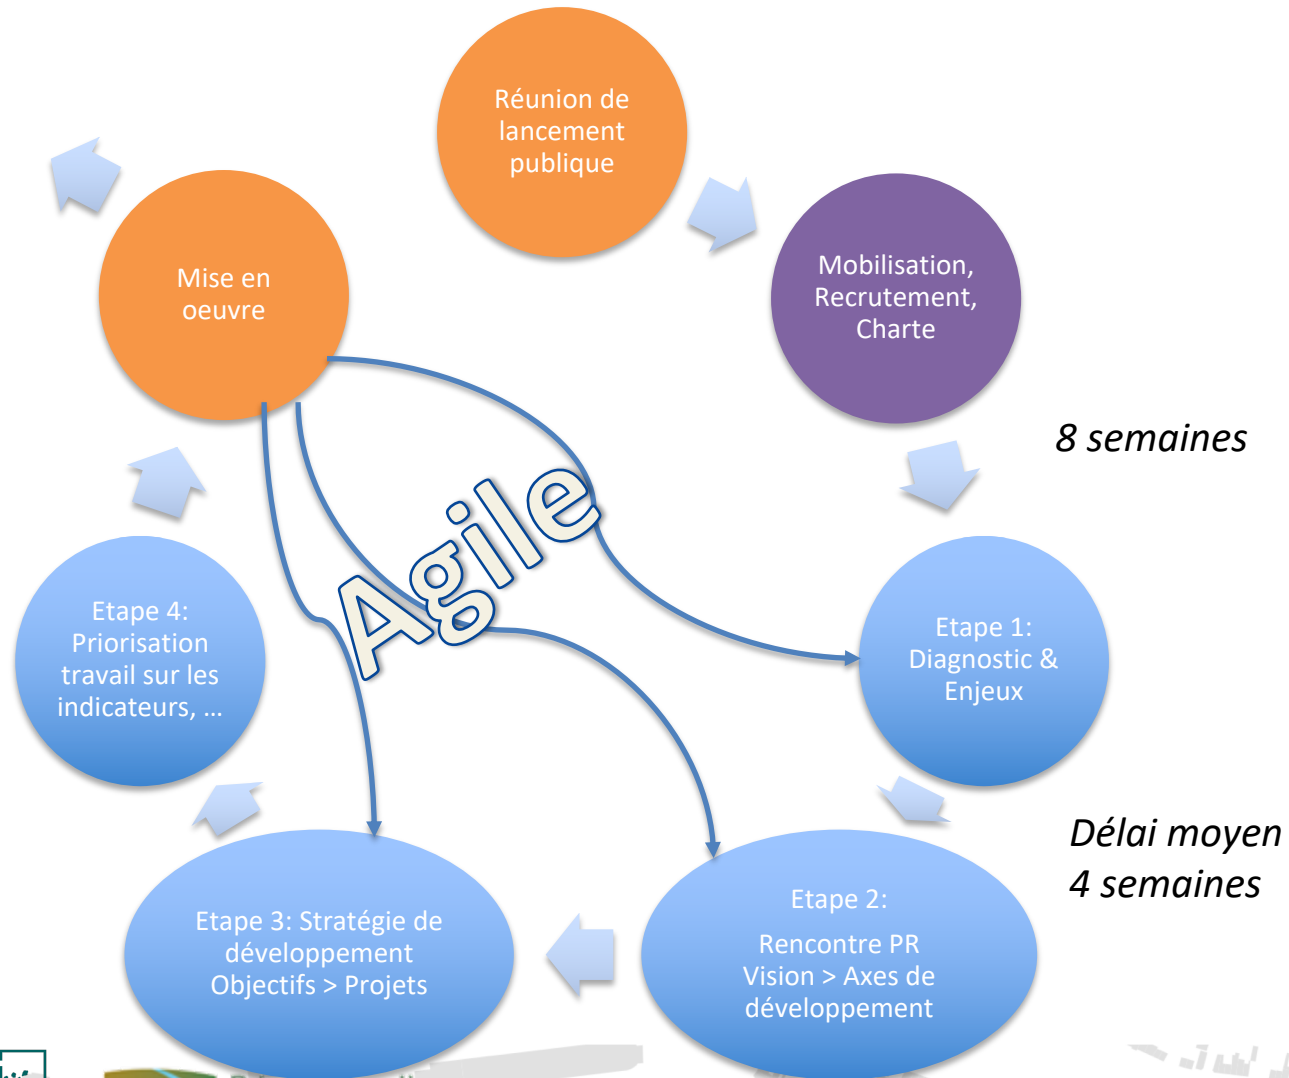 Réunion de
lancement
publique
Mobilisation,
Recrutement,
Charte
8 semaines
Etape 1:
Diagnostic &
Enjeux
Délai moyen
4 semaines
Etape 2:
Rencontre PR
Vision > Axes de
développement
Etape 3: Stratégie de
développement
Objectifs > Projets
Etape 4:
Priorisation
travail sur les
indicateurs, ...
Mise en
oeuvre
Agile